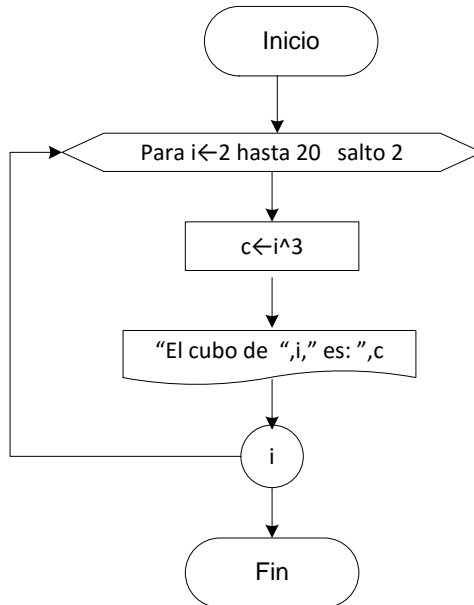 Inicio
Para i←2 hasta 20   salto 2
c←i^3
“El cubo de  “,i,” es: ”,c
i
Fin